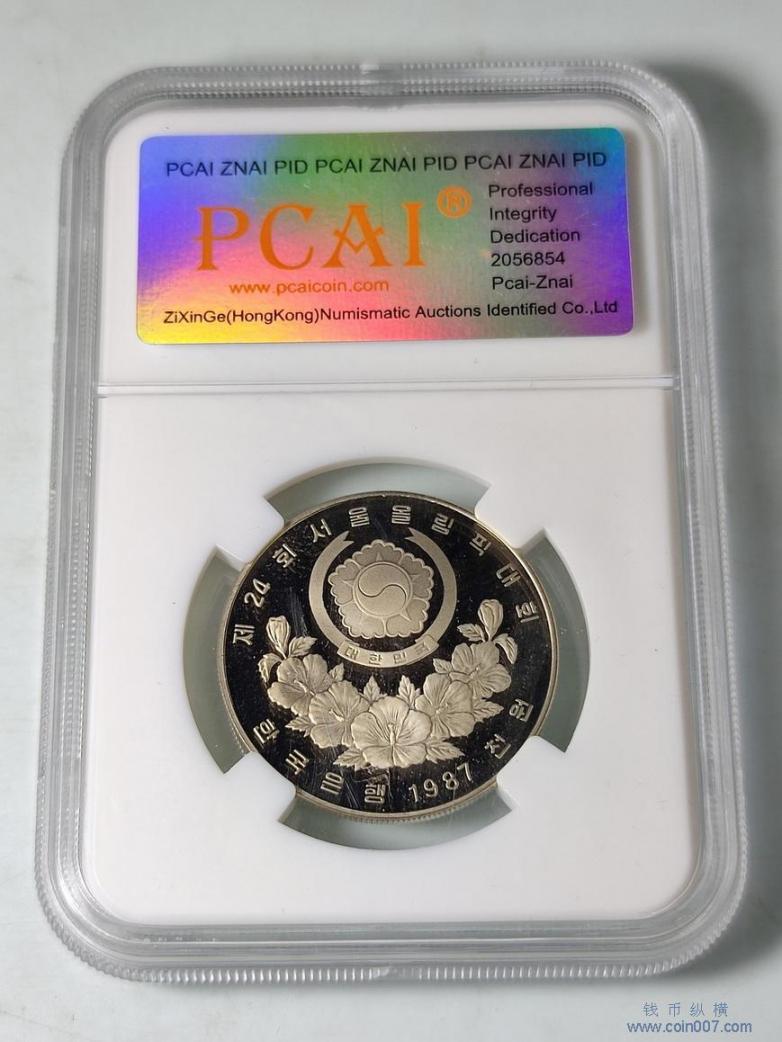 PCAI ZNAI PID PCAI ZNAI PID PCAI ZNAI PID
PCAI®
Professional
Integrity
Dedication
2056854
Pcai-Znai
www.pcaicoin.com
ZiXinGe(HongKong)Numismatic Auctions Identified Co.,Ltd
제24회서울올림픽대회
대한민국
한국은행 1987 천원
钱币纵横
www.coin007.com